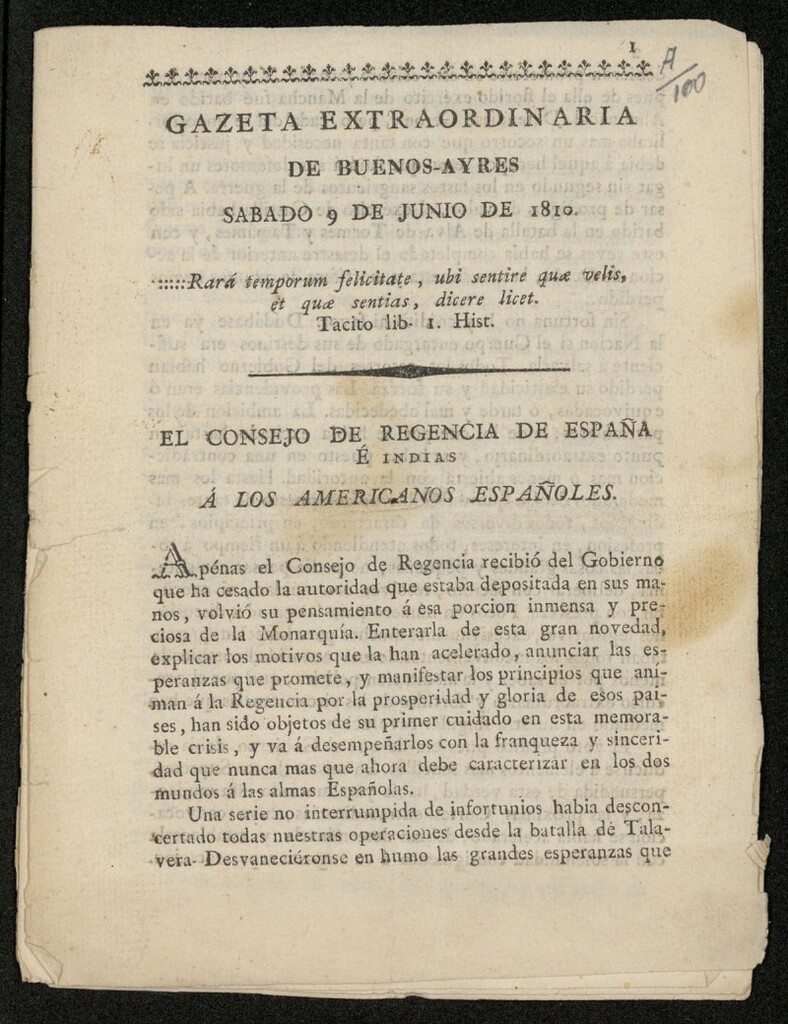 1
A/100
GAZETA EXTRAORDINARIA
DE BUENOS-AYRES
SABADO 9 DE JUNIO DE 1810.
:::::Rará temporum felicitate, ubi sentire quæ velis,
et quæ sentias, dicere licet.
Tacito lib. 1. Hist.
EL CONSEJO DE REGENCIA DE ESPAÑA
É INDIAS
Á LOS AMERICANOS ESPAÑOLES.
Apénas el Consejo de Regencia recibió del Gobierno
que ha cesado la autoridad que estaba depositada en sus ma-
nos, volvió su pensamiento á esa porcion inmensa y pre-
ciosa de la Monarquía. Enterarla de esta gran novedad,
explicar los motivos que la han acelerado, anunciar las es-
peranzas que promete, y manifestar los principios que ani-
man á la Regencia por la prosperidad y gloria de esos pai-
ses, han sido objetos de su primer cuidado en esta memora-
ble crisis, y va á desempeñarlos con la franqueza y sinceri-
dad que nunca mas que ahora debe caracterizar en los dos
mundos á las almas Españolas.
Una serie no interrumpida de infortunios habia descon-
certado todas nuestras operaciones desde la batalla de Tala-
vera. Desvaneciéronse en humo las grandes esperanzas que